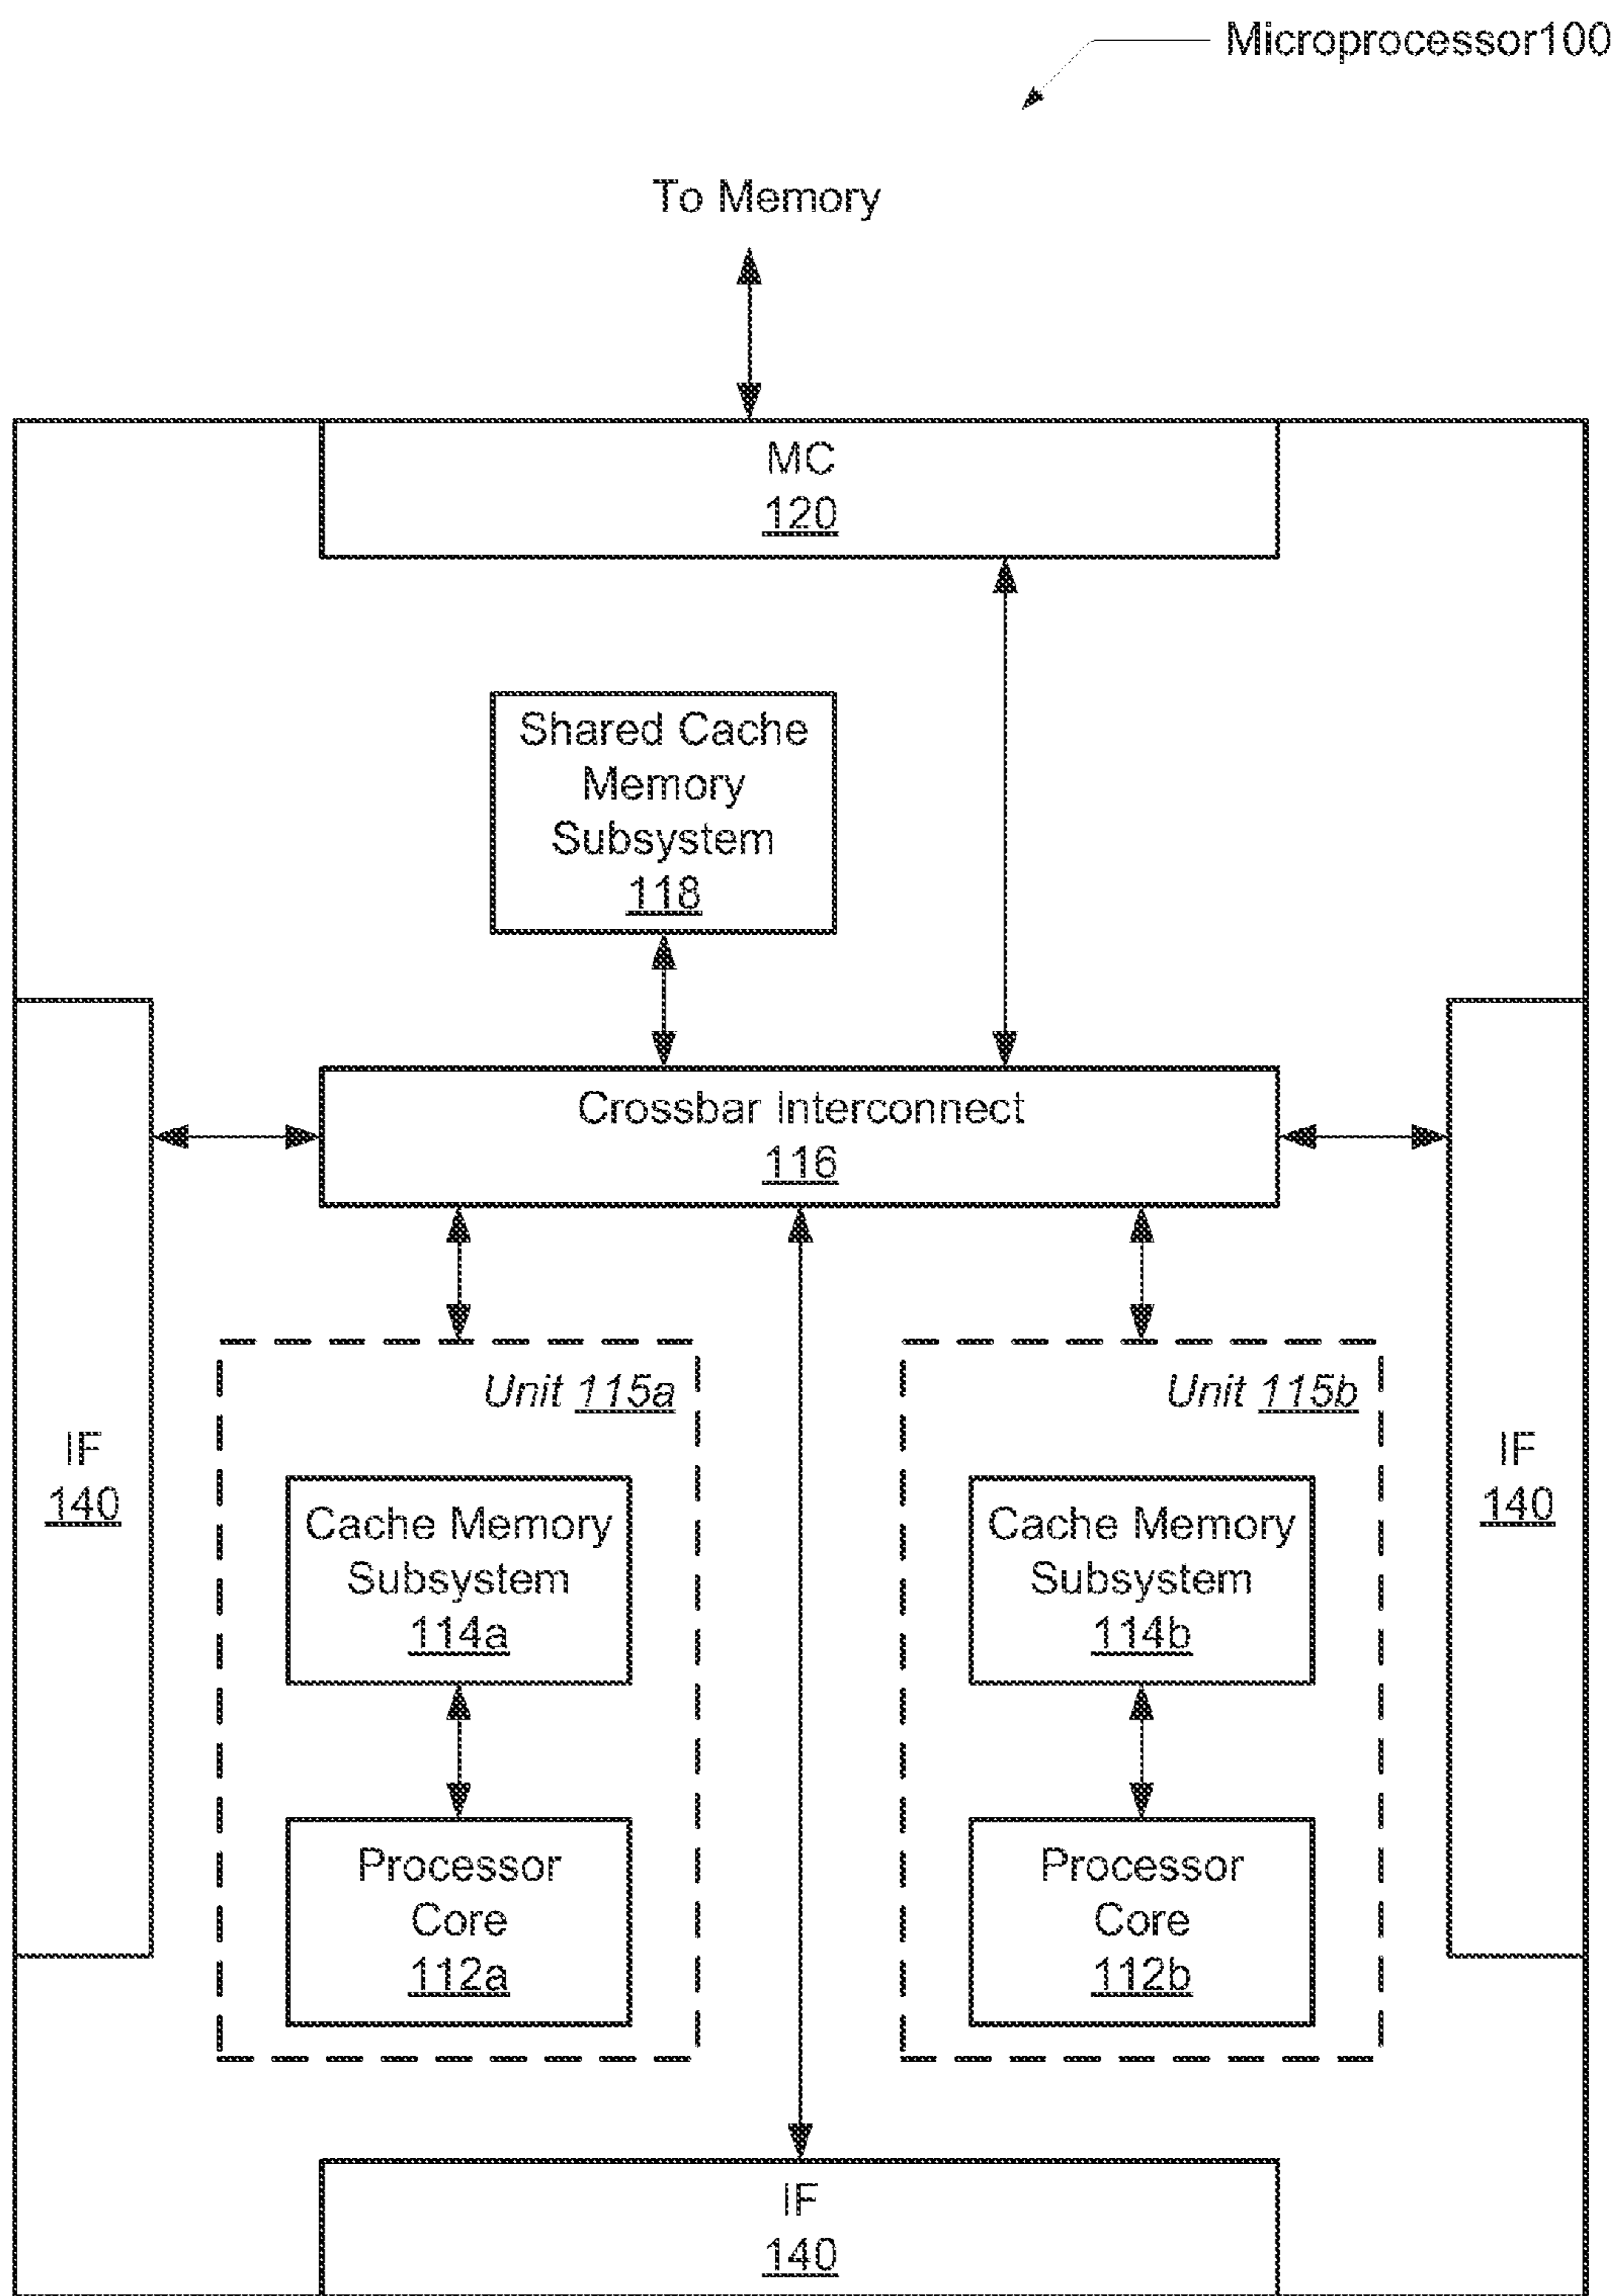 Microprocessor100
To Memory
MC
120
Shared Cache
Memory
Subsystem
118
Crossbar Interconnect
116
IF
140
Unit 115a
Cache Memory
Subsystem
114a
Processor
Core
112a
Unit 115b
Cache Memory
Subsystem
114b
Processor
Core
112b
IF
140
IF
140